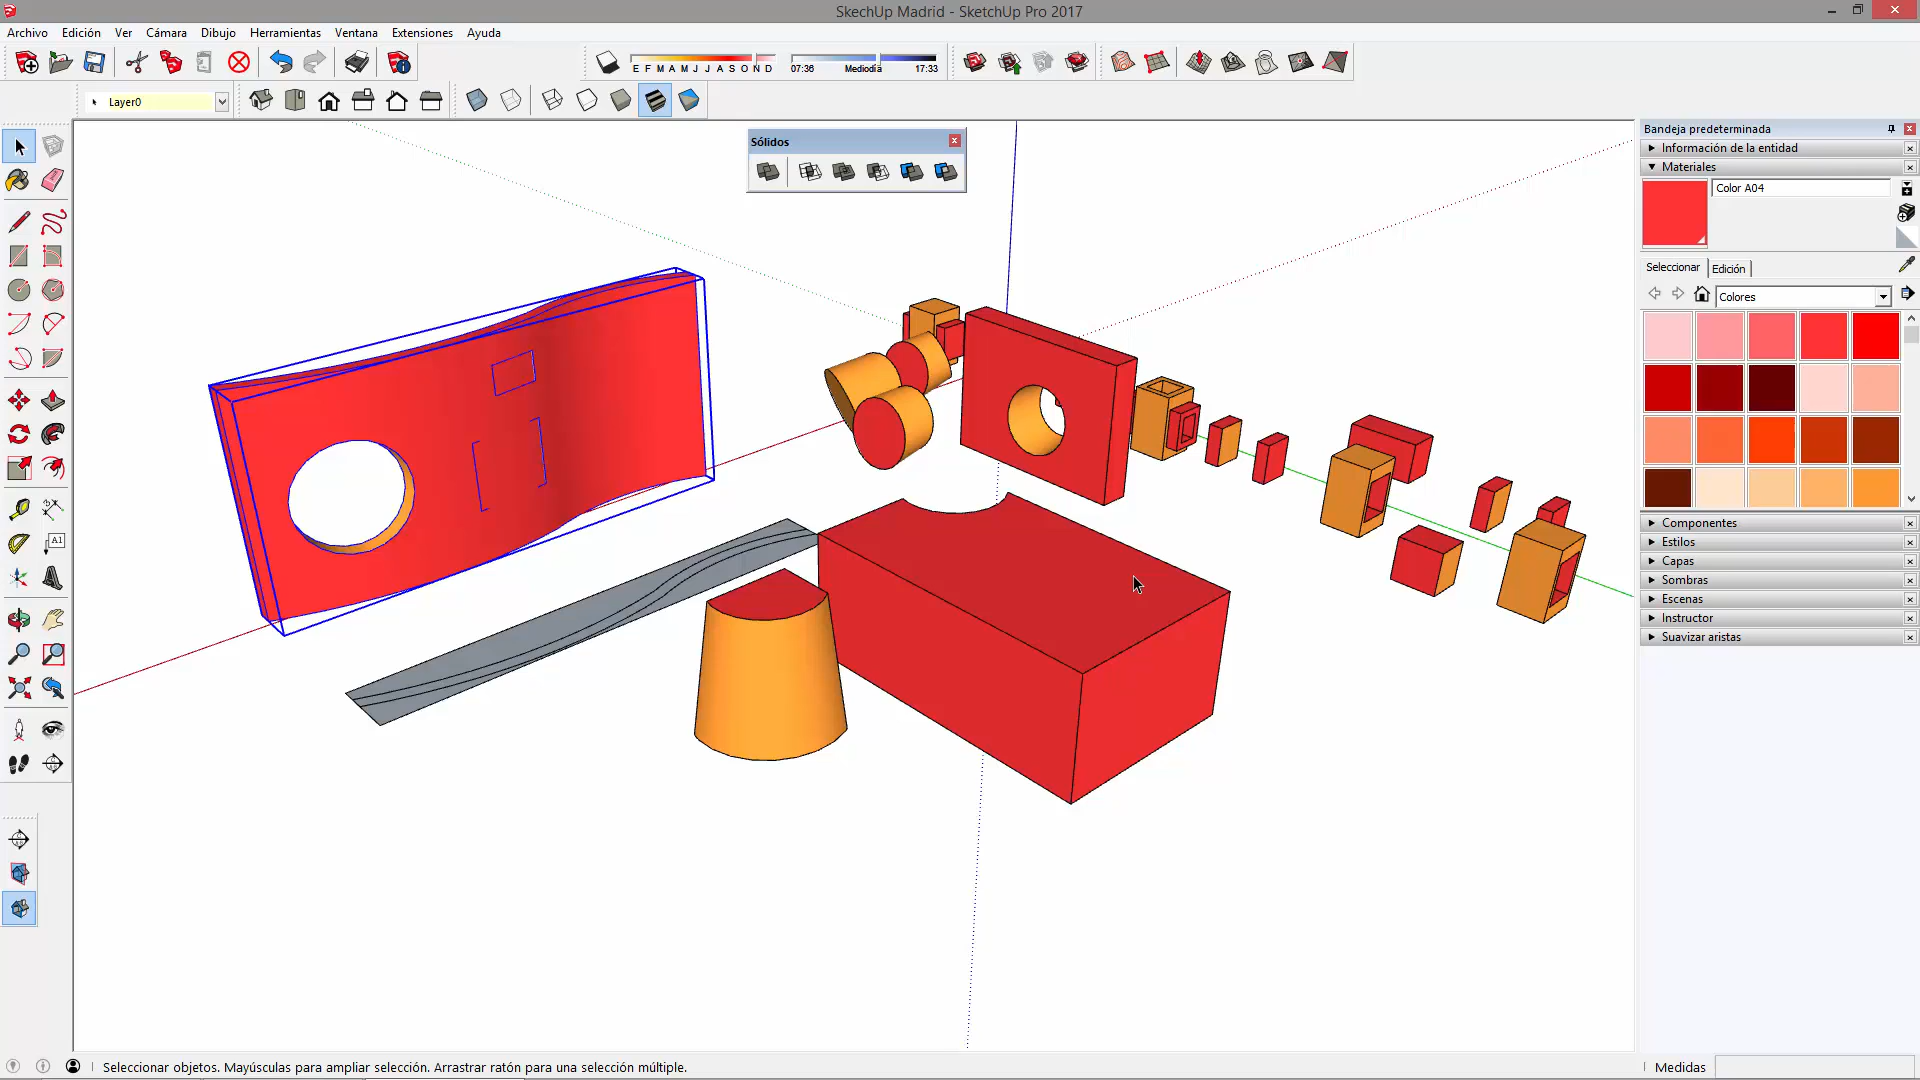 SkechUp Madrid - SketchUp Pro 2017
Archivo Edición Ver Cámara Dibujo Herramientas Ventana Extensiones Ayuda
E F M A M J J A S O N D
07:36 Mediodía 17:33
Layer0
Sólidos
Bandeja predeterminada
Información de la entidad
Materiales
Color A04
Seleccionar Edición
Colores
Componentes
Estilos
Capas
Sombras
Escenas
Instructor
Suavizar aristas
A1
Seleccionar objetos. Mayúsculas para ampliar selección. Arrastrar ratón para una selección múltiple.
Medidas